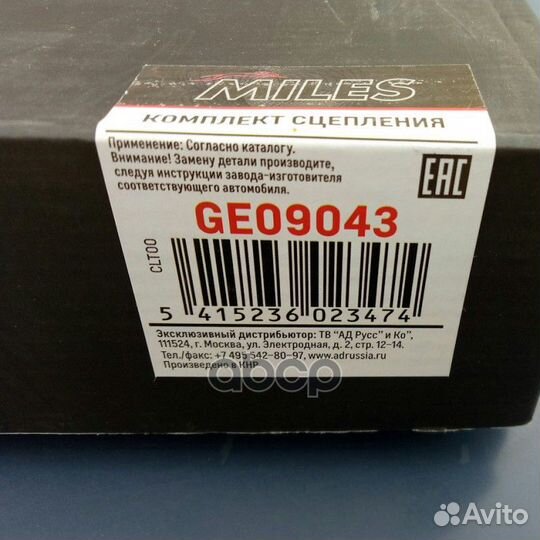 MILES
КОМПЛЕКТ СЦЕПЛЕНИЯ
Применение: Согласно каталогу.
Внимание! Замену детали производите,
следуя инструкции завода-изготовителя
соответствующего автомобиля.
EAC
GE09043
CLT00
5 415236 023474
Эксклюзивный дистрибьютор: ТВ "АД Русс" и Ко",
111524, г. Москва, ул. Электродная, д. 2, стр. 12-14.
Тел./факс: +7 495 542-80-97, www.adrussia.ru
Произведено в КНР
docp
Avito